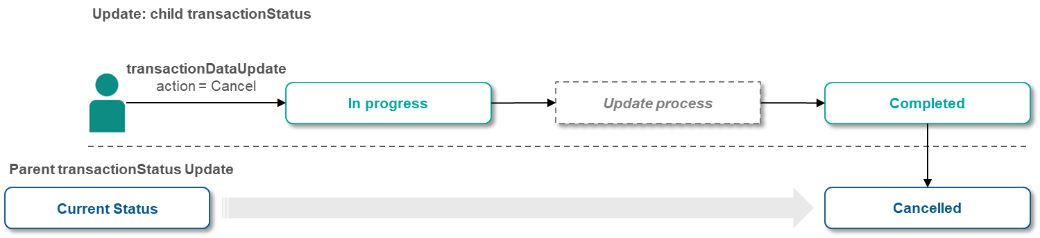 Update: child transactionStatus
transactionDataUpdate
action = Cancel
In progress
Update process
Completed
Parent transactionStatus Update
Current Status
Cancelled